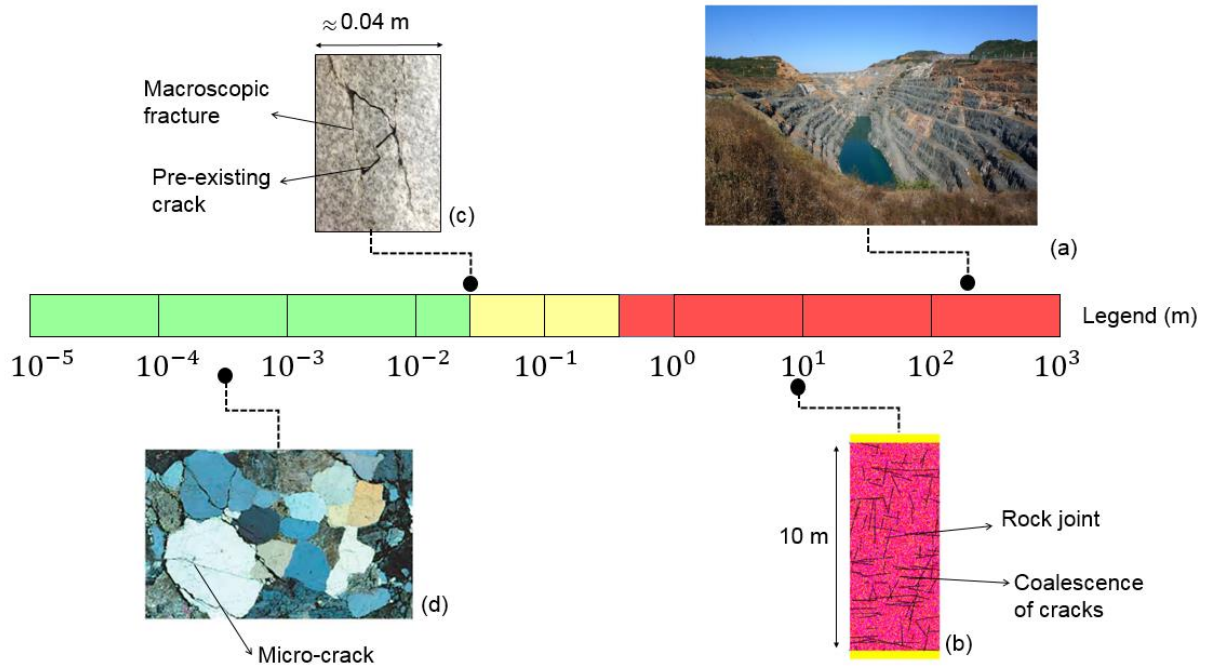 ≈ 0.04 m
Macroscopic
fracture
Pre-existing
crack
(c)
(a)
Legend (m)
10⁻⁵ 10⁻⁴ 10⁻³ 10⁻² 10⁻¹ 10⁰ 10¹ 10² 10³
10 m
Rock joint
Coalescence
of cracks
(b)
(d)
Micro-crack